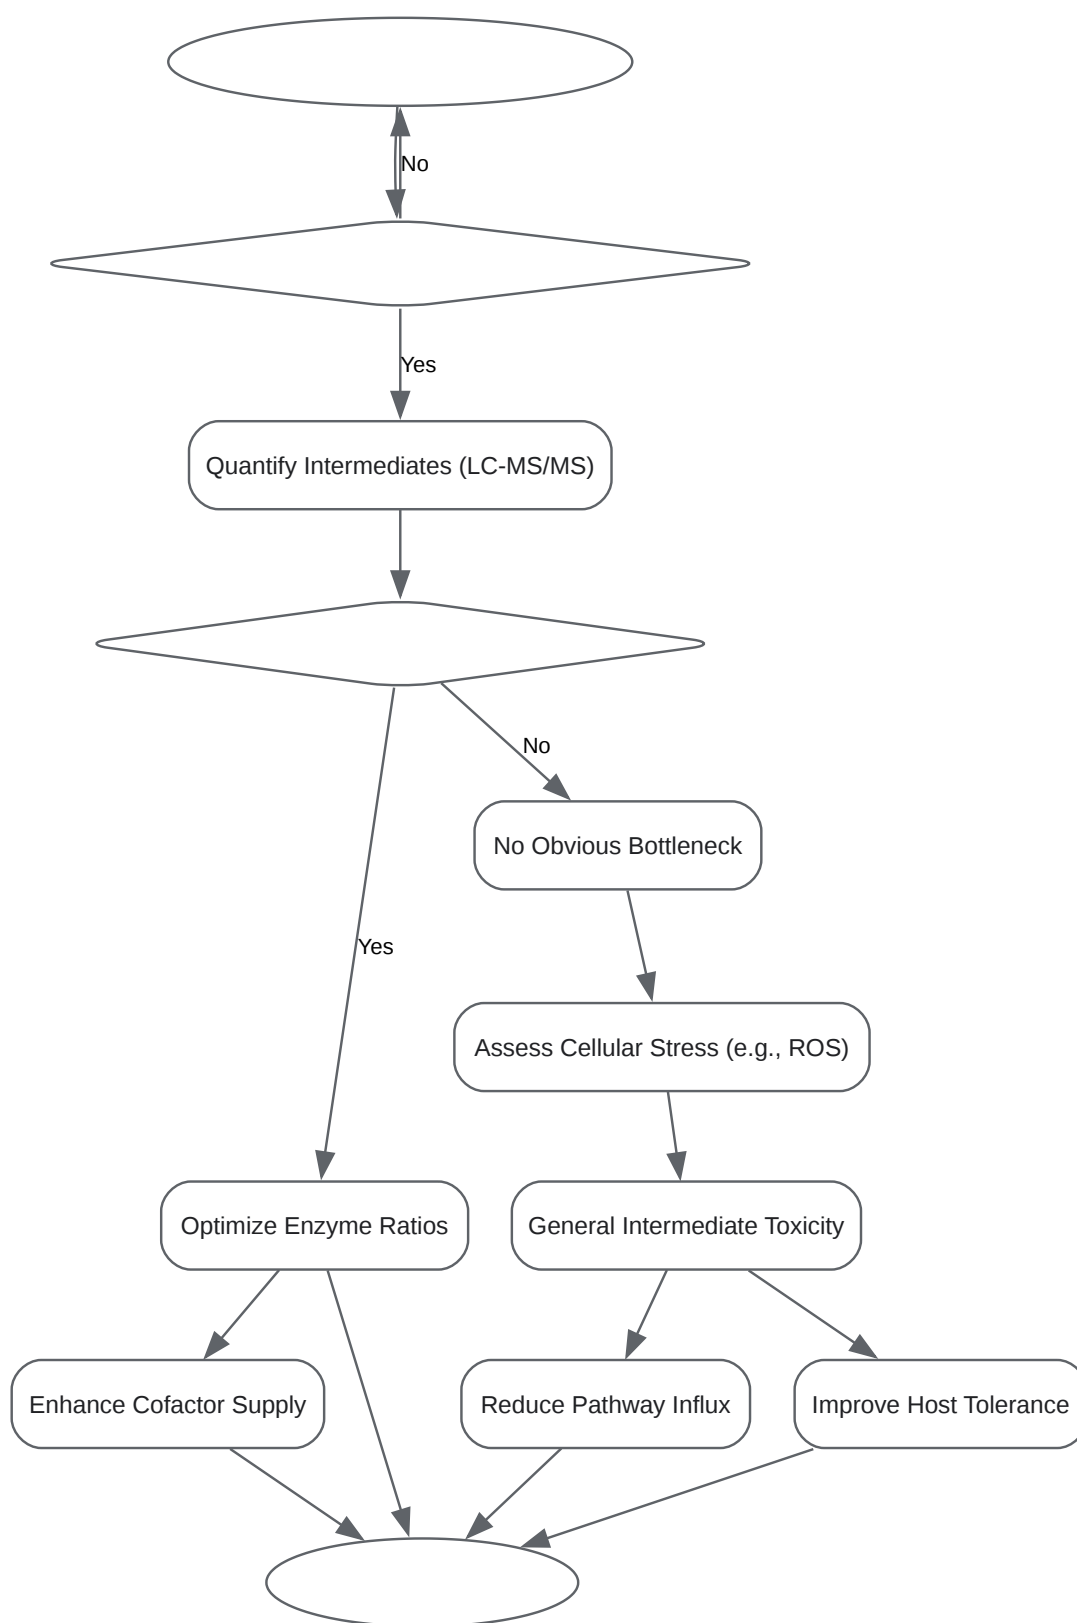 No
Yes
Quantify Intermediates (LC-MS/MS)
No
No Obvious Bottleneck
Yes
Assess Cellular Stress (e.g., ROS)
Optimize Enzyme Ratios
General Intermediate Toxicity
Enhance Cofactor Supply
Reduce Pathway Influx
Improve Host Tolerance